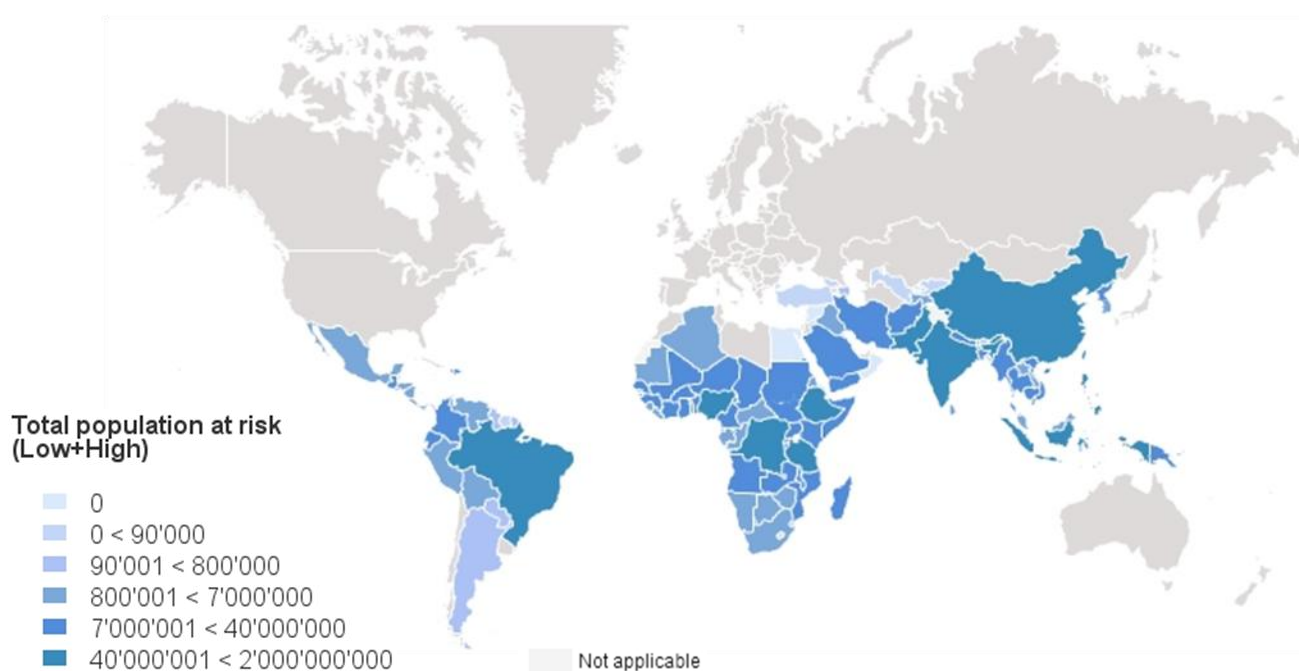 Total population at risk
(Low+High)
0
0 < 90'000
90'001 < 800'000
800'001 < 7'000'000
7'000'001 < 40'000'000
40'000'001 < 2'000'000'000
Not applicable